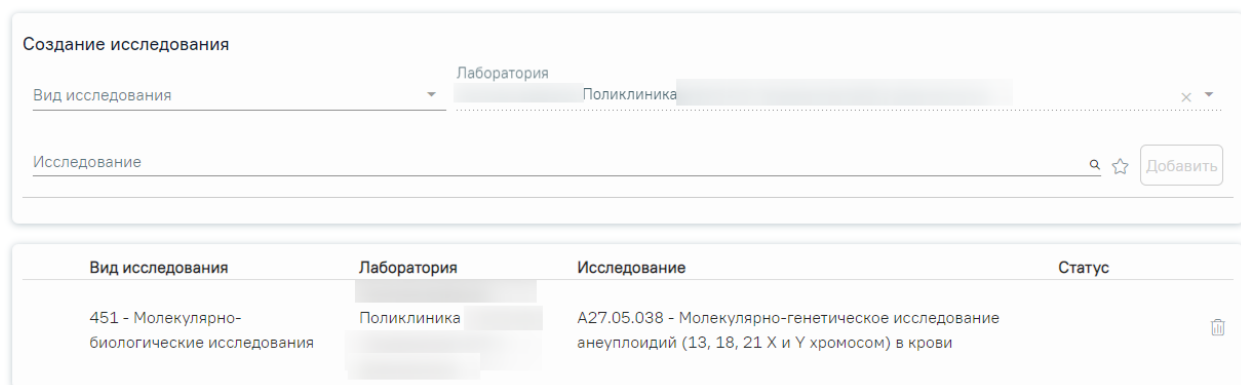 Создание исследования
Лаборатория
Вид исследования
Поликлиника
Исследование
Добавить
Вид исследования Лаборатория Исследование Статус
451 - Молекулярно- Поликлиника А27.05.038 - Молекулярно-генетическое исследование
биологические исследования анеуплоидий (13, 18, 21 X и Y хромосом) в крови